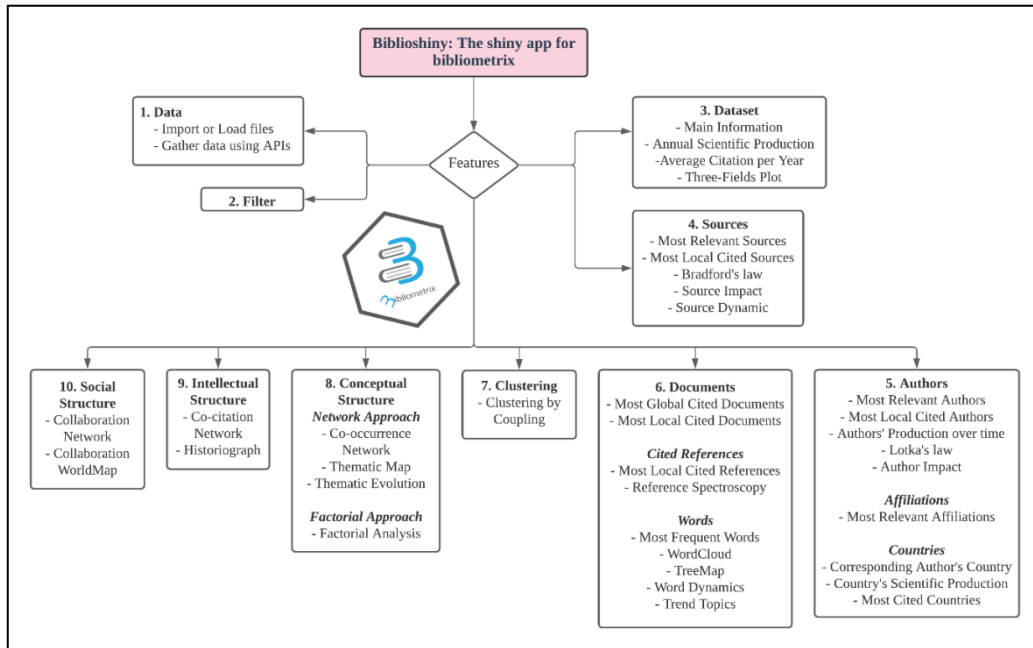 Biblioshiny: The shiny app for
bibliometrix
Features
1. Data
- Import or Load files
- Gather data using APIs
2. Filter
3. Dataset
- Main Information
- Annual Scientific Production
-Average Citation per Year
- Three-Fields Plot
4. Sources
- Most Relevant Sources
- Most Local Cited Sources
- Bradford's law
- Source Impact
- Source Dynamic
bibliometrix
10. Social
Structure
- Collaboration
Network
- Collaboration
WorldMap
9. Intellectual
Structure
- Co-citation
Network
- Historiograph
8. Conceptual
Structure
Network Approach
- Co-occurrence
Network
- Thematic Map
- Thematic Evolution
Factorial Approach
- Factorial Analysis
7. Clustering
- Clustering by
Coupling
6. Documents
- Most Global Cited Documents
- Most Local Cited Documents
Cited References
- Most Local Cited References
- Reference Spectroscopy
Words
- Most Frequent Words
- WordCloud
- TreeMap
- Word Dynamics
- Trend Topics
5. Authors
- Most Relevant Authors
- Most Local Cited Authors
- Authors' Production over time
- Lotka's law
- Author Impact
Affiliations
- Most Relevant Affiliations
Countries
- Corresponding Author's Country
- Country's Scientific Production
- Most Cited Countries